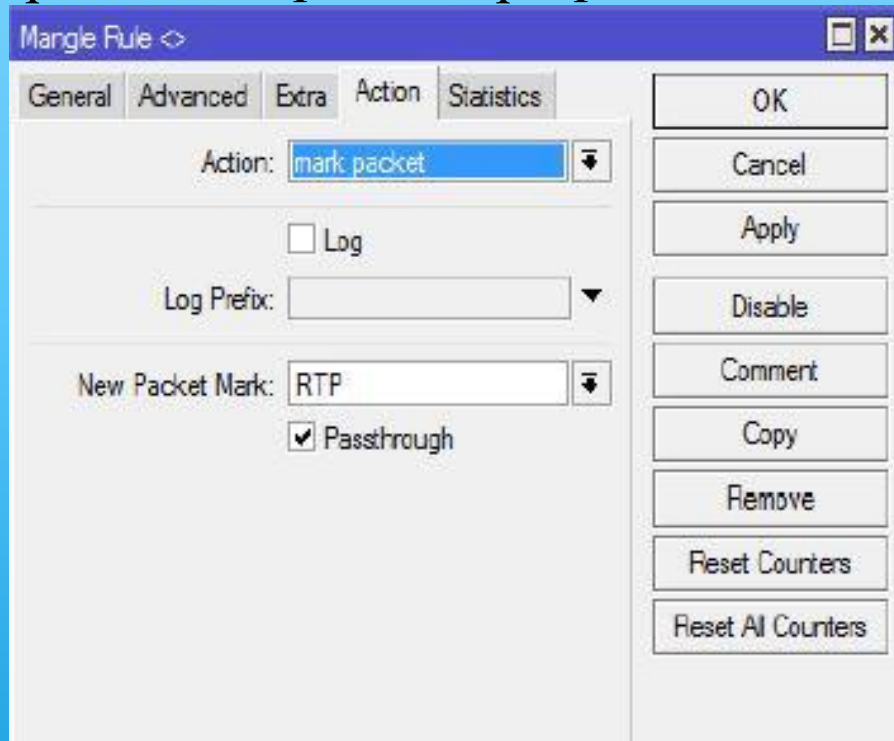 Mangle Rule <>
General Advanced Extra Action Statistics
Action: mark packet
Log
Log Prefix:
New Packet Mark: RTP
Passthrough
OK
Cancel
Apply
Disable
Comment
Copy
Remove
Reset Counters
Reset All Counters